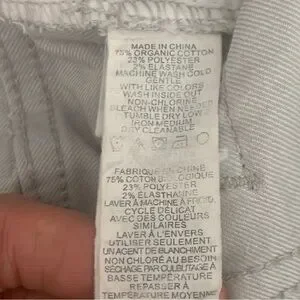 MADE IN CHINA
75% ORGANIC COTTON
23% POLYESTER
2% ELASTANE
MACHINE WASH COLD
GENTLE
WITH LIKE COLORS
WASH INSIDE OUT
NON-CHLORINE
BLEACH WHEN NEEDED
TUMBLE DRY LOW
IRON MEDIUM
DRY CLEANABLE
FABRIQUÉ EN CHINE
75% COTON
23% POLYESTER
2% ÉLASTHANNE
LAVER À MACHINE À FROID,
CYCLE DÉLICAT
AVEC DES COULEURS
SIMILAIRES
LAVER À L'ENVERS
UTILISER SEULEMENT
UN AGENT DE BLANCHIMENT
NON CHLORÉ AU BESOIN
SÉCHAGE PAR CULBUTAGE À
BASSE TEMPÉRATURE
REPASSER À
TEMPÉRATURE MOYENNE